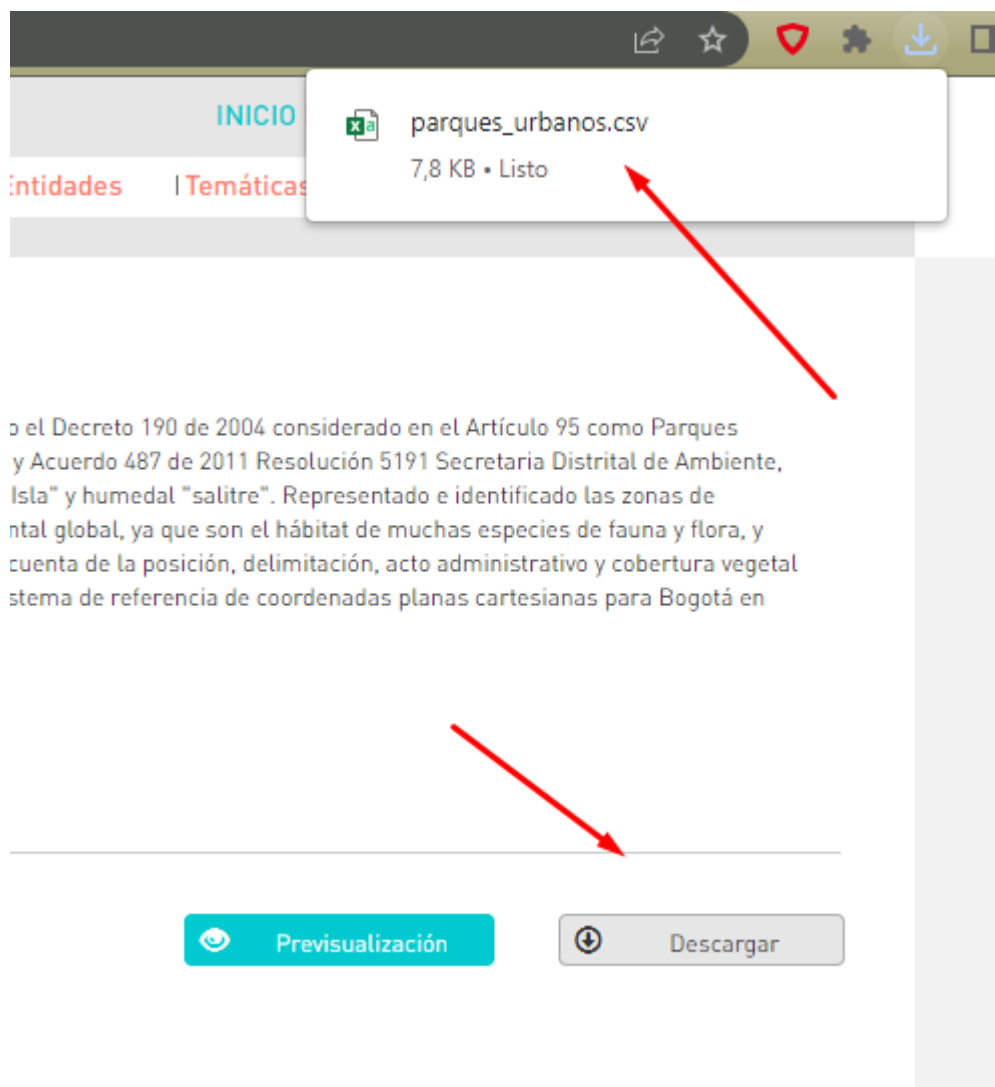 INICIO
parques_urbanos.csv
7,8 KB • Listo
Entidades | Temáticas
o el Decreto 190 de 2004 considerado en el Artículo 95 como Parques
y Acuerdo 487 de 2011 Resolución 5191 Secretaria Distrital de Ambiente,
Isla" y humedal "salitre". Representado e identificado las zonas de
ntal global, ya que son el hábitat de muchas especies de fauna y flora, y
cuenta de la posición, delimitación, acto administrativo y cobertura vegetal
stema de referencia de coordenadas planas cartesianas para Bogotá en
Previsualización
Descargar